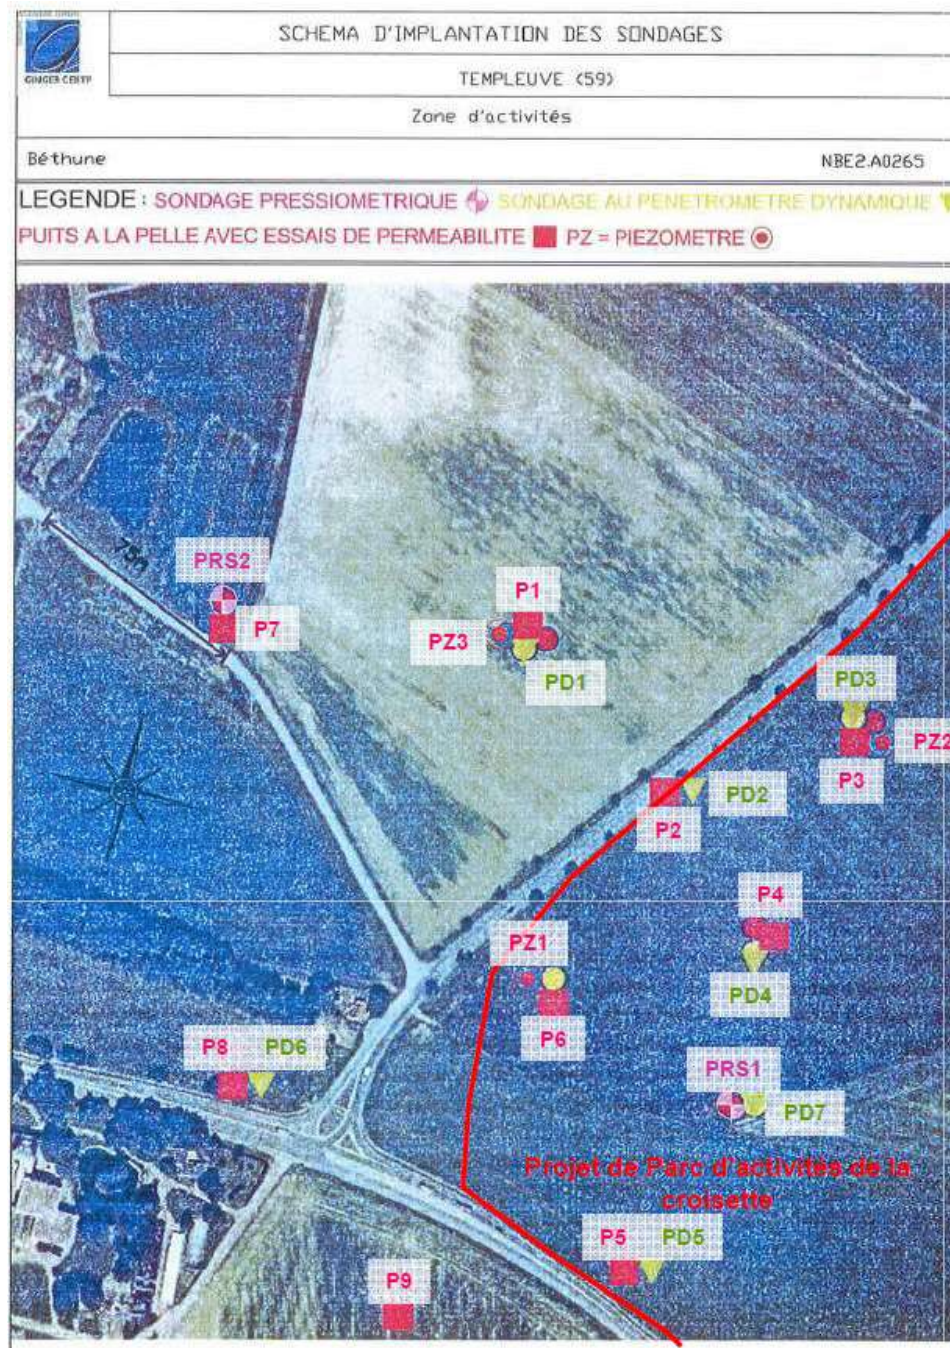 GINGER CEBTP
SCHEMA D'IMPLANTATION DES SONDAGES
TEMPLEUVE (59)
Zone d'activités
Béthune
NBE2.A0265
LEGENDE : SONDAGE PRESSIOMETRIQUE SONDAGE AU PENETROMETRE DYNAMIQUE
PUITS A LA PELLE AVEC ESSAIS DE PERMEABILITE PZ = PIEZOMETRE
75m
PRS2
P7
P1
PZ3
PD1
PD3
PZ2
P3
PD2
P2
P4
PZ1
PD4
P6
P8 PD6
PRS1
PD7
Projet de Parc d'activités de la
croisette
P5 PD5
P9